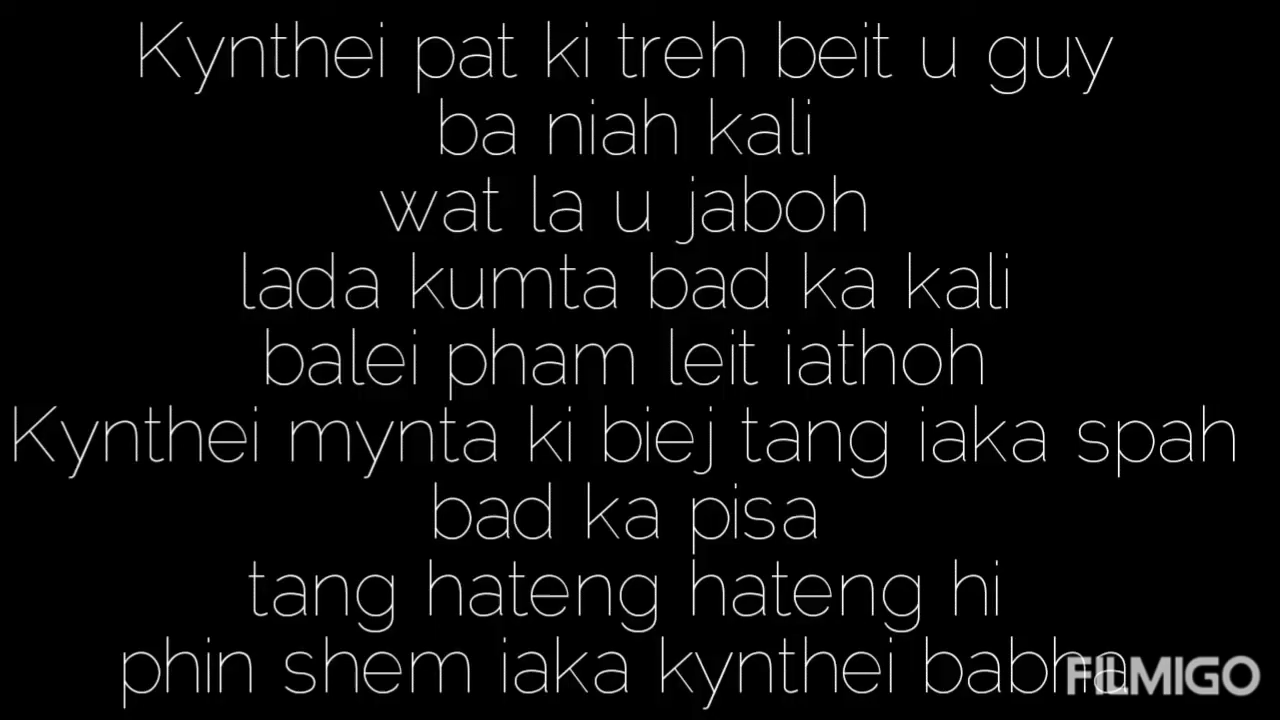 Kynthei pat ki treh beit u guy
ba niah kali
wat la u jaboh
lada kumta bad ka kali
balei pham leit iathoh
Kynthei mynta ki biej tang iaka spah
bad ka pisa
tang hateng hateng hi
phin shem iaka kynthei babha
FILMIGO